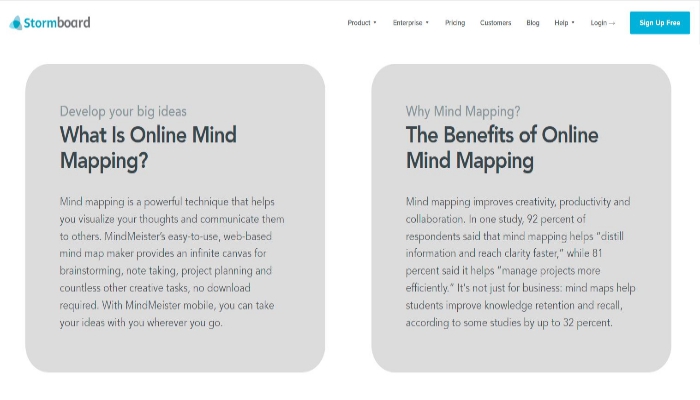 Stormboard
Product Enterprise Pricing Customers Blog Help Login → Sign Up Free
Develop your big ideas
What Is Online Mind
Mapping?
Mind mapping is a powerful technique that helps
you visualize your thoughts and communicate them
to others. MindMeister's easy-to-use, web-based
mind map maker provides an infinite canvas for
brainstorming, note taking, project planning and
countless other creative tasks, no download
required. With MindMeister mobile, you can take
your ideas with you wherever you go.
Why Mind Mapping?
The Benefits of Online
Mind Mapping
Mind mapping improves creativity, productivity and
collaboration. In one study, 92 percent of
respondents said that mind mapping helps "distill
information and reach clarity faster," while 81
percent said it helps "manage projects more
efficiently." It's not just for business: mind maps help
students improve knowledge retention and recall,
according to some studies by up to 32 percent.